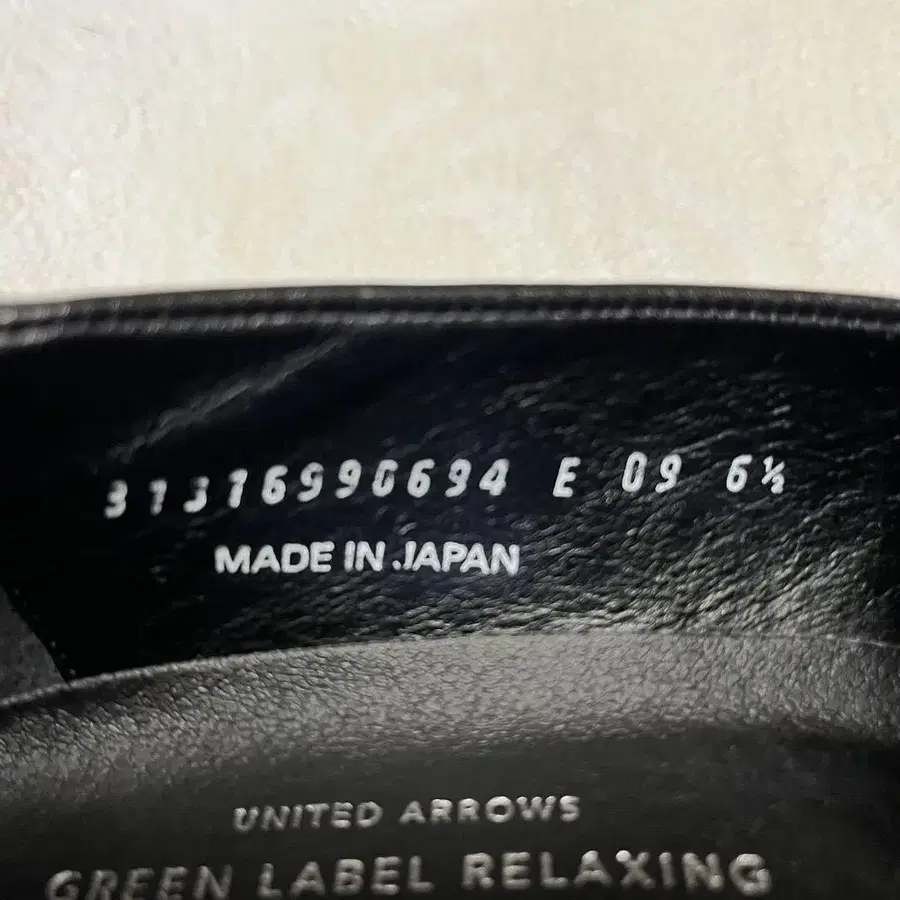 31316990694 E 09 6½
MADE IN JAPAN
UNITED ARROWS
GREEN LABEL RELAXING